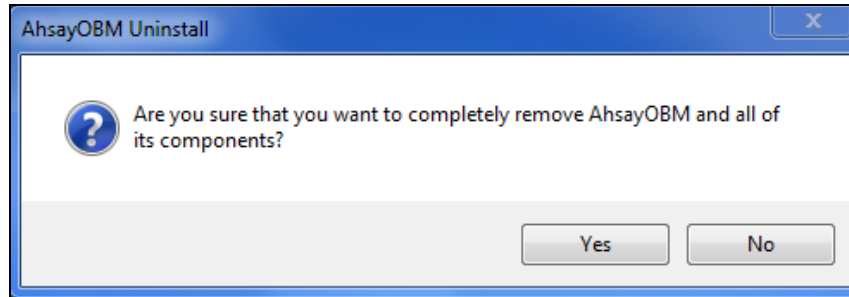 AhsayOBM Uninstall
X
?
Are you sure that you want to completely remove AhsayOBM and all of
its components?
Yes No